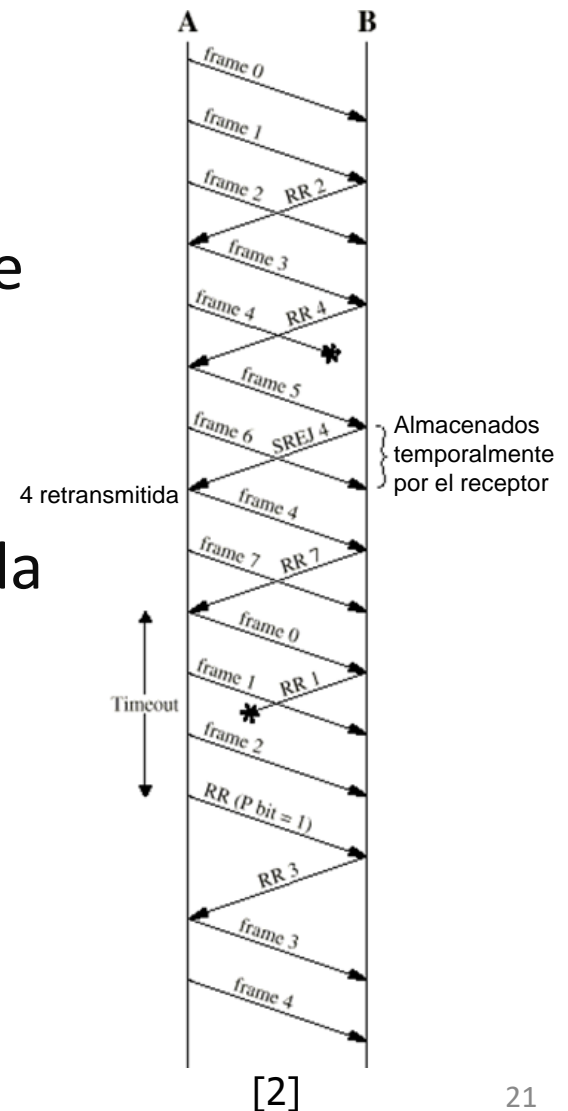 A B
frame 0
frame 1
frame 2
RR 2
e
frame 3
frame 4
RR 4
frame 5
Almacenados
temporalmente
por el receptor
frame 6
SREJ 4
4 retransmitida
frame 4
da
frame 7
RR 7
frame 0
frame 1
RR 1
Timeout
frame 2
RR (P bit = 1)
RR 3
frame 3
frame 4
[2]
21